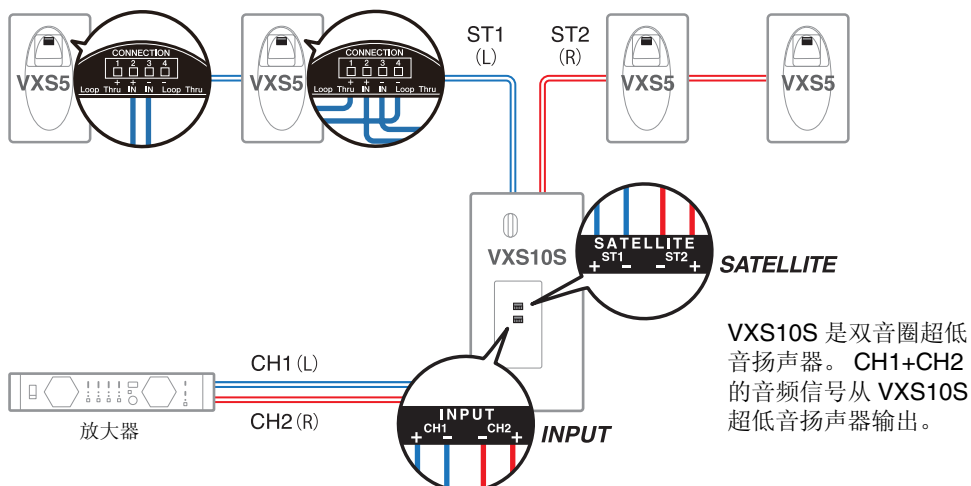 CONNECTION
1 2 3 4
+ + - -
Loop Thru IN IN Loop Thru
VXS5
CONNECTION
1 2 3 4
+ + - -
Loop Thru IN IN Loop Thru
VXS5
ST1
(L)
ST2
(R)
VXS5
VXS5
VXS10S
SATELLITE
ST1 ST2
+ - - +
SATELLITE
VXS10S 是双音圈超低
音扬声器。 CH1+CH2
的音频信号从 VXS10S
超低音扬声器输出。
CH1(L)
CH2(R)
放大器
INPUT
CH1 CH2
+ - - +
INPUT